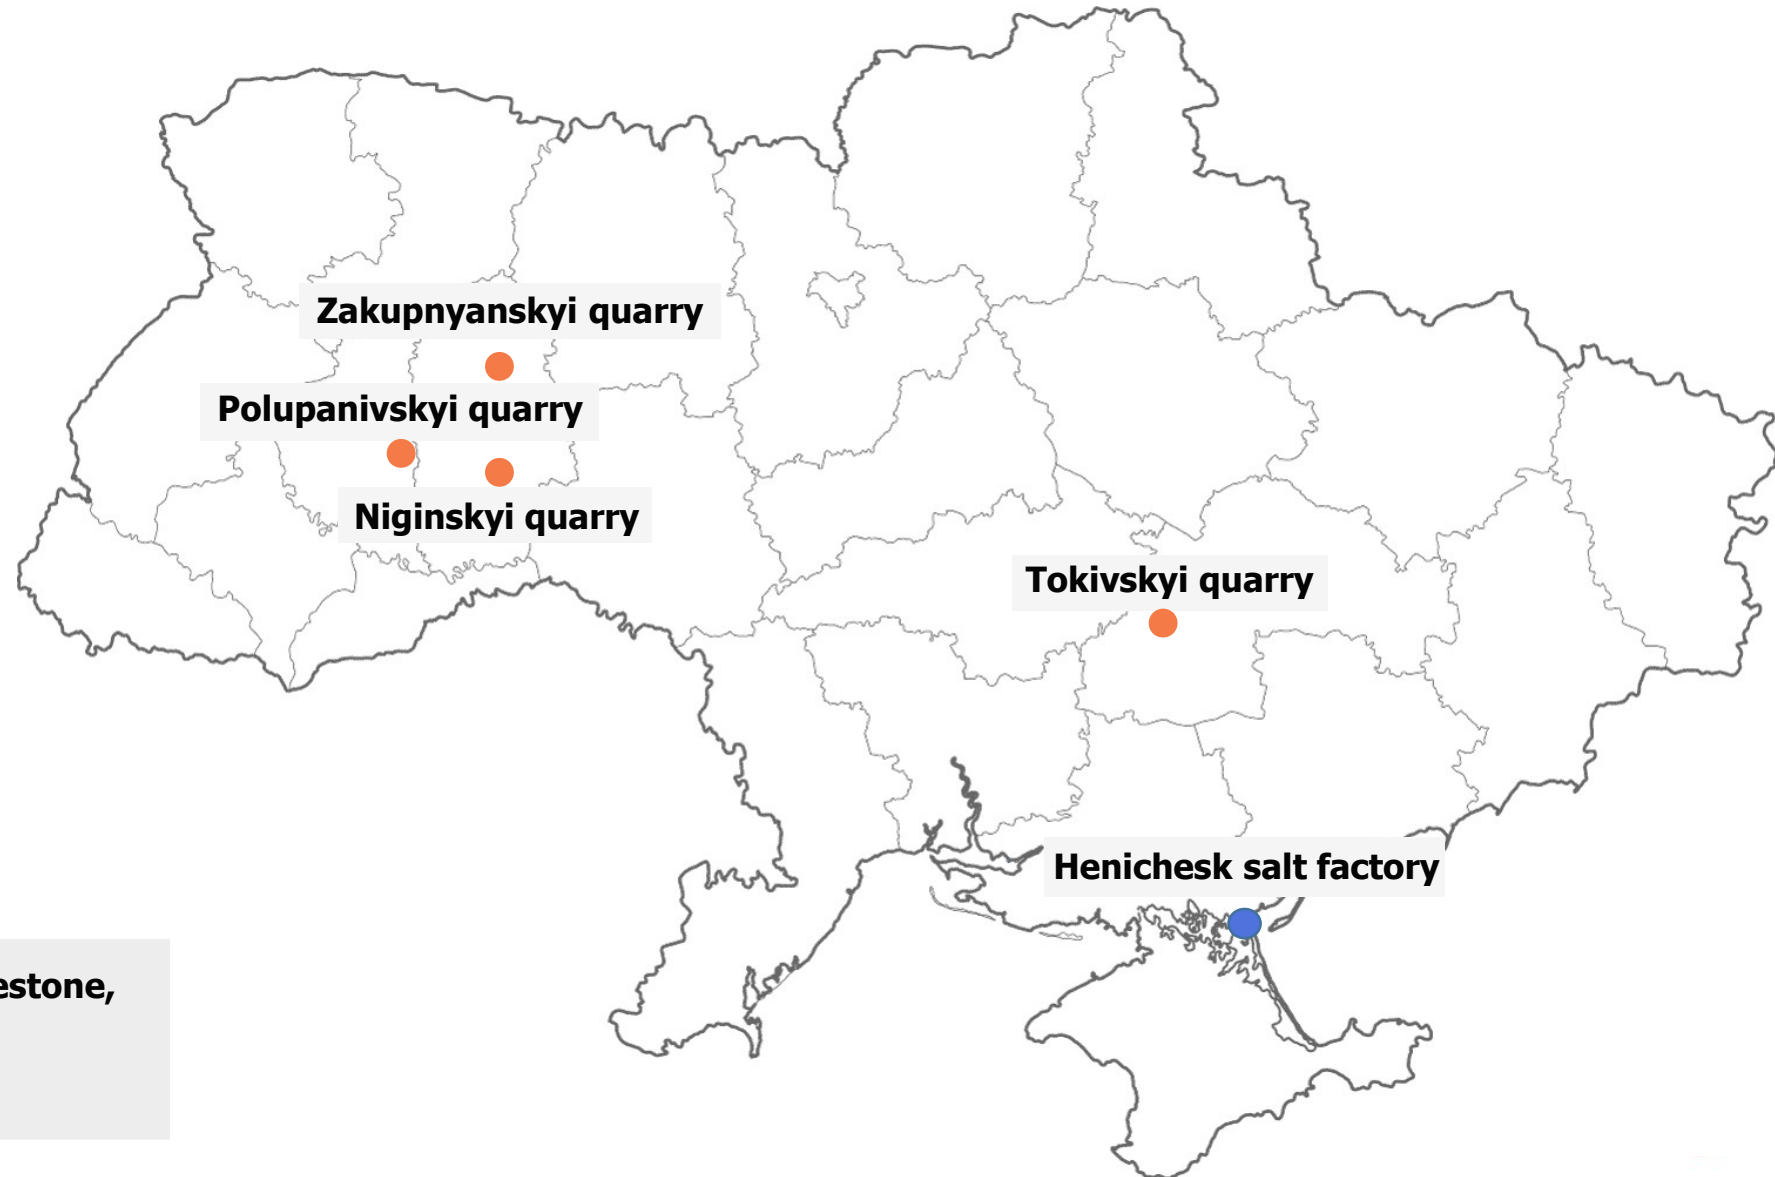 Zakupnyanskyi quarry
Polupanivskyi quarry
Niginskyi quarry
Tokivskyi quarry
Henichesk salt factory
estone,